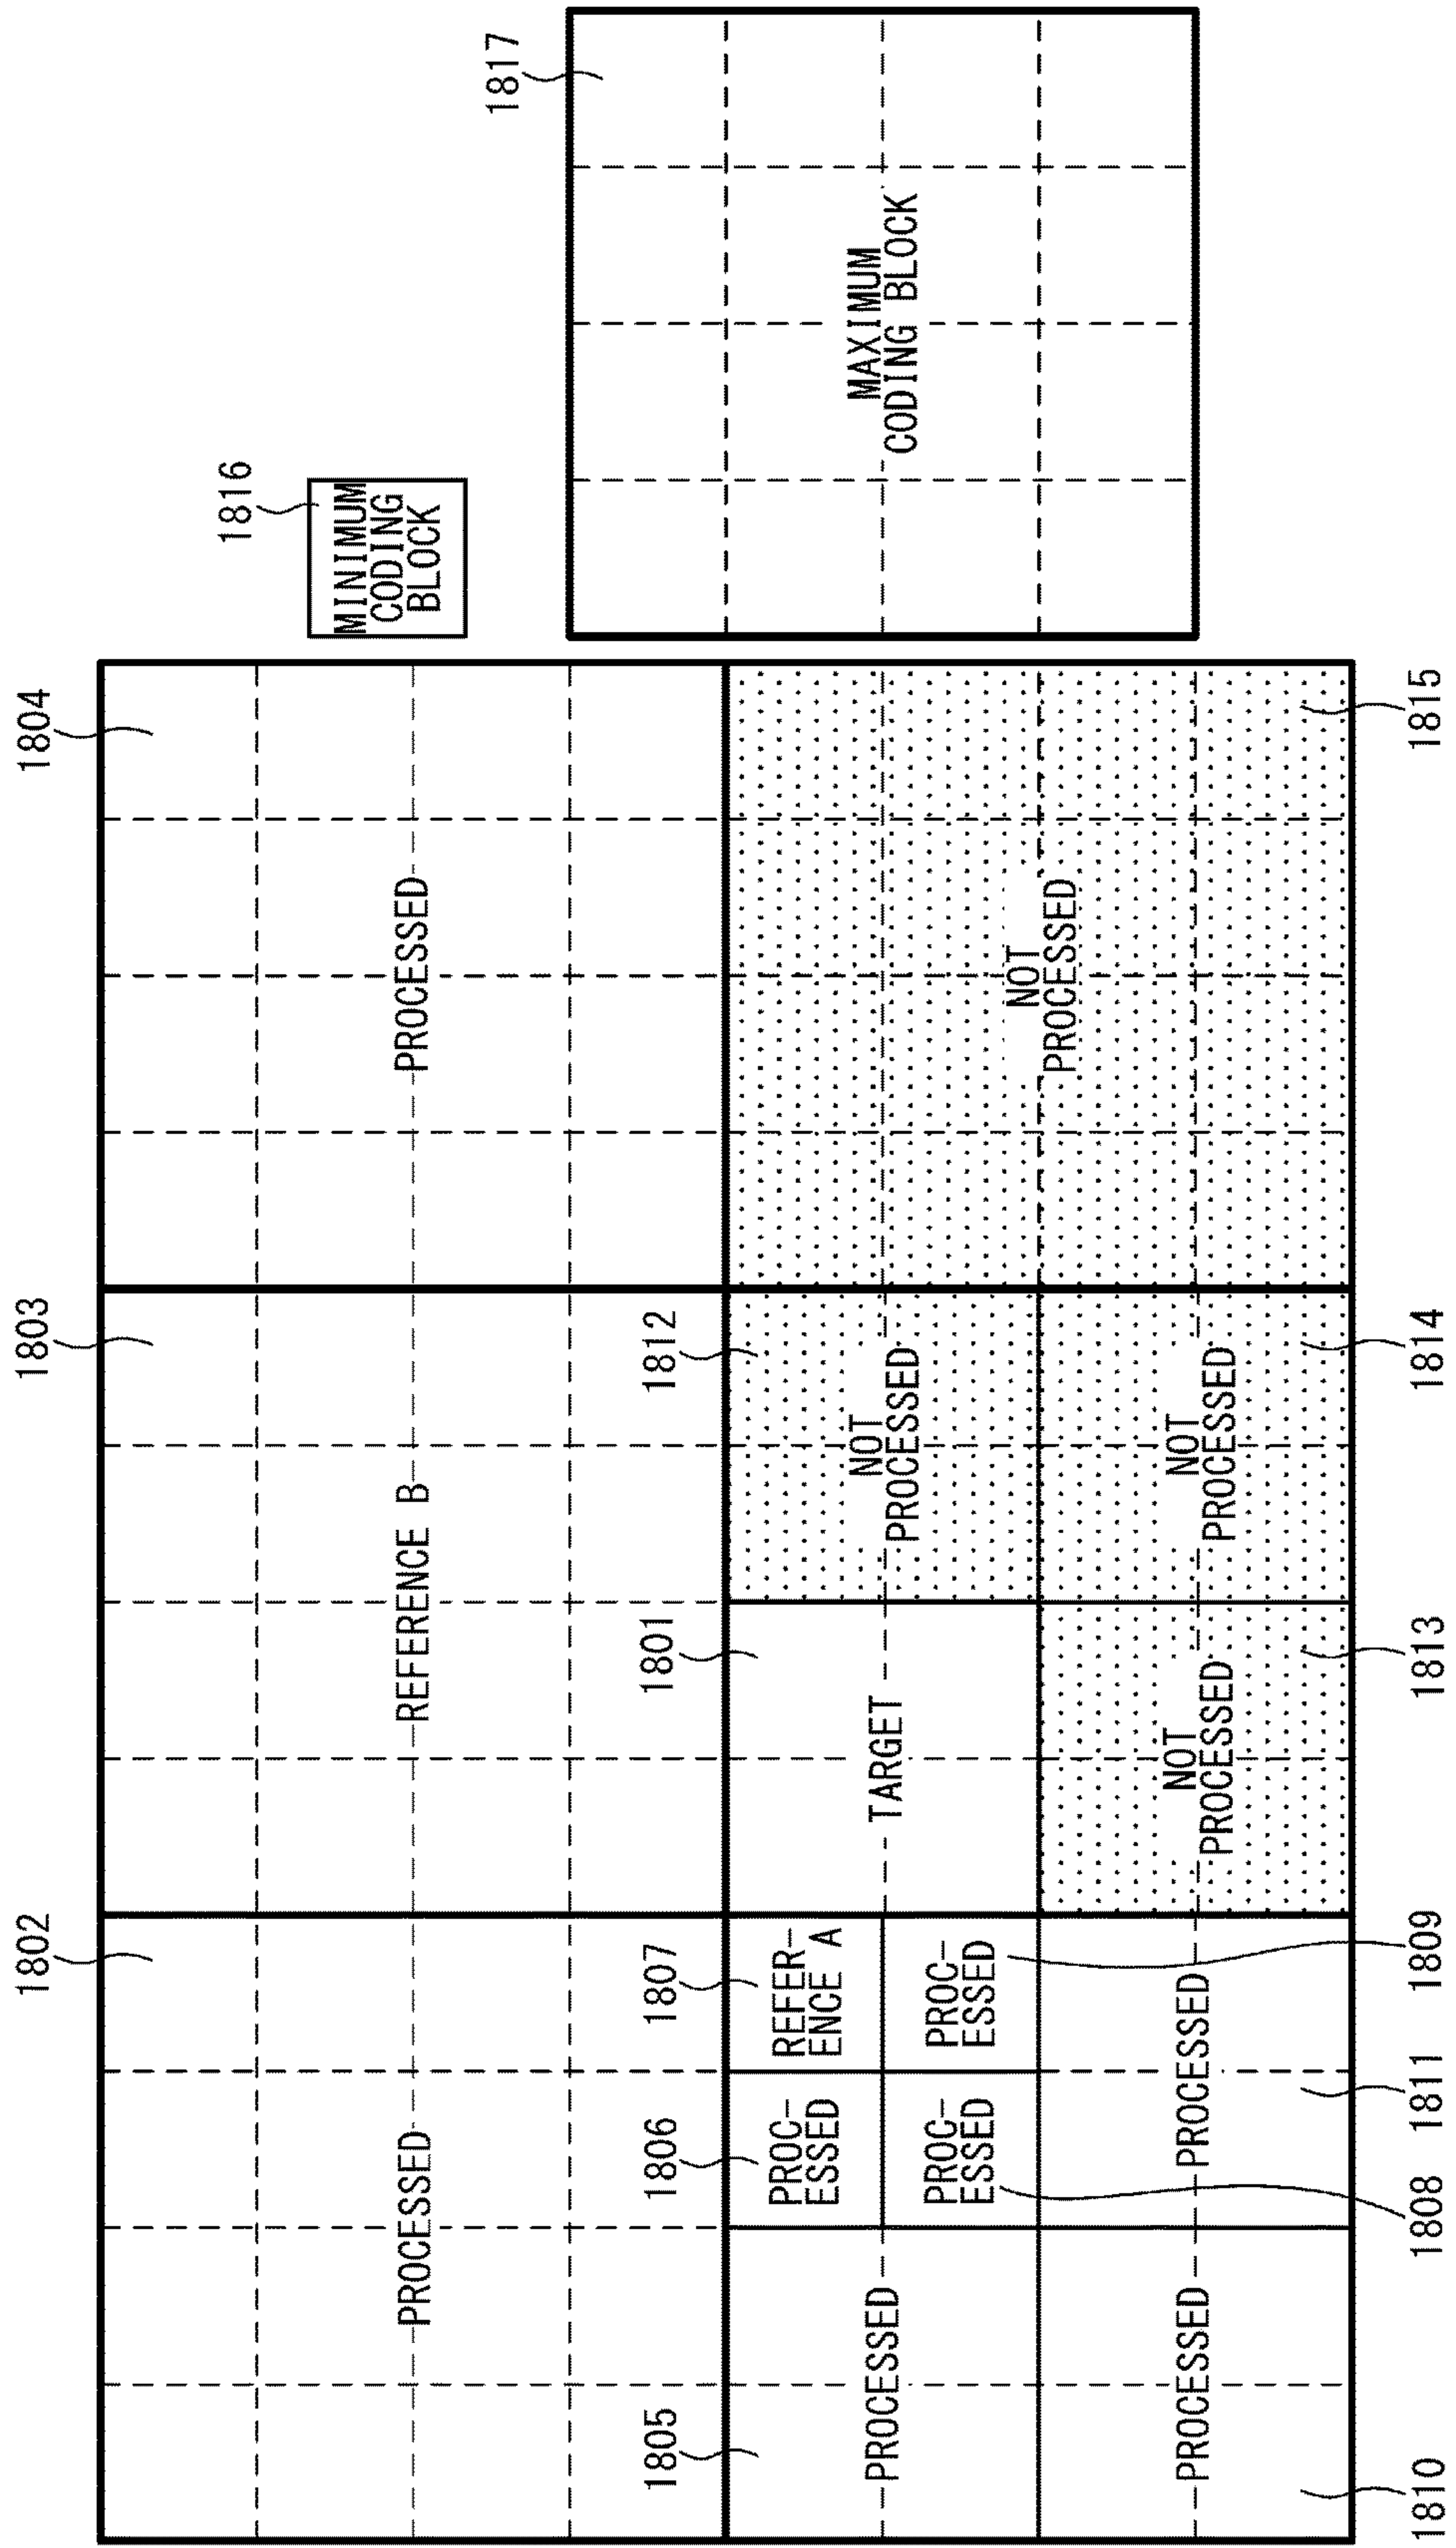 1802
1803
1804
PROCESSED
REFERENCE B
PROCESSED
1816
MINIMUM
CODING
BLOCK
1805
1806
1807
1801
1812
PROCESSED
PROC-
ESSED
REFER-
ENCE A
PROC-
ESSED
PROC-
ESSED
TARGET
NOT
PROCESSED
NOT
PROCESSED
PROCESSED
PROCESSED
NOT
PROCESSED
NOT
PROCESSED
1817
MAXIMUM
CODING BLOCK
1810
1808
1811
1809
1813
1814
1815